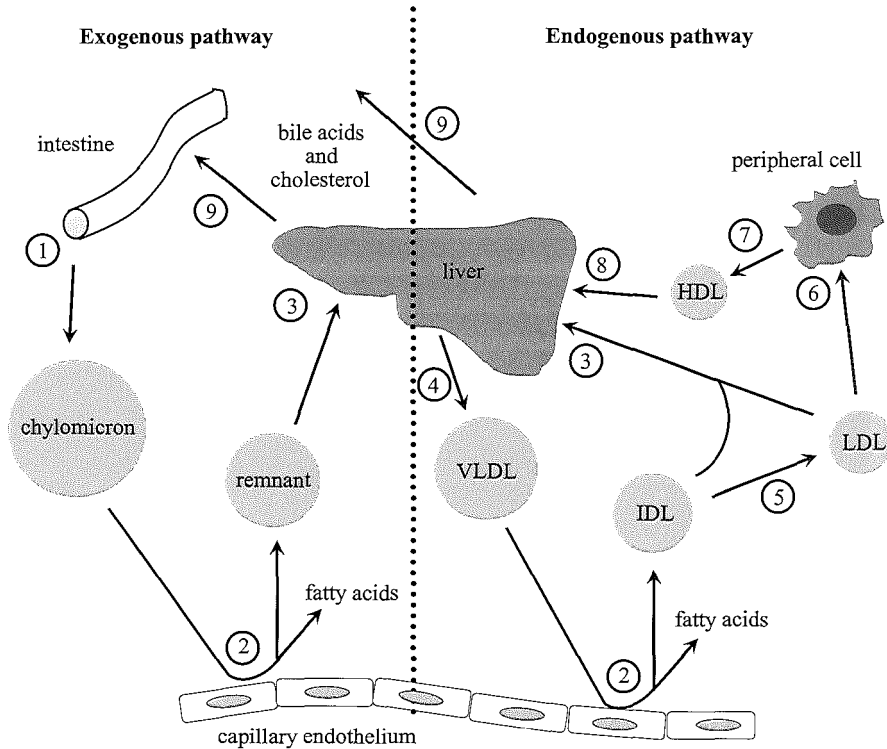 Exogenous pathway
Endogenous pathway
intestine
bile acids
and
cholesterol
9
peripheral cell
1
9
7
liver
8
HDL
6
3
3
4
chylomicron
remnant
VLDL
LDL
IDL
5
fatty acids
fatty acids
2
2
capillary endothelium